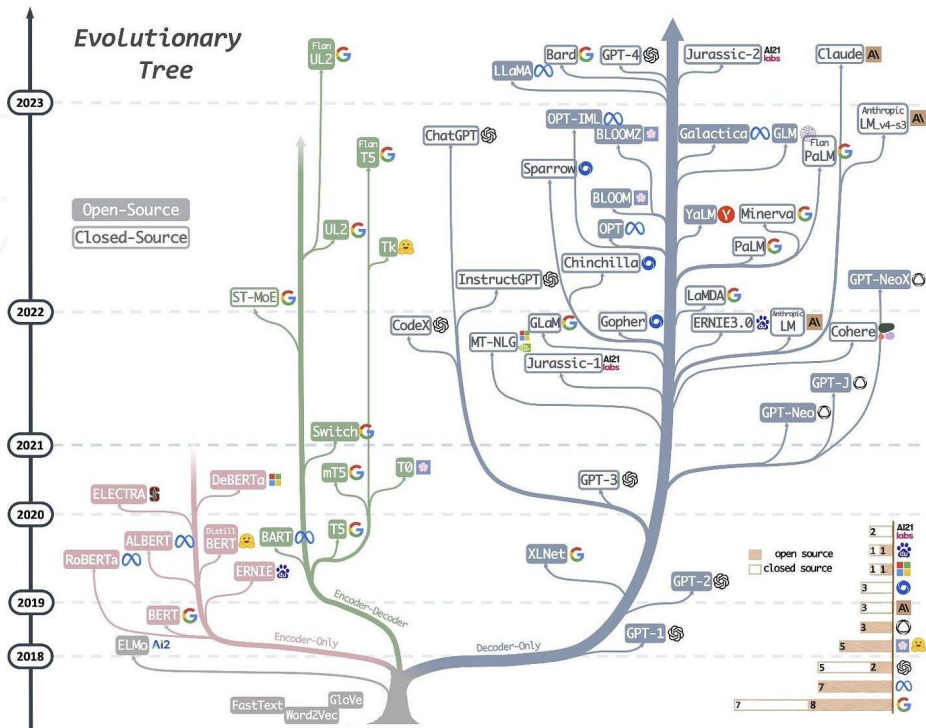 Evolutionary
Tree
2023
2022
2021
2020
2019
2018
Open-Source
Closed-Source
Flan
UL2
Flan
T5
UL2
Tk
ST-MoE
Switch
mT5
T0
BART
T5
Encoder-Decoder
DeBERTa
ELECTRA
ALBERT
Distill
BERT
RoBERTa
ERNIE
BERT
Encoder-Only
ELMo
Ai2
FastText
Word2Vec
GloVe
Bard
GPT-4
Jurassic-2
AI21
labs
Claude
LLaMA
ChatGPT
OPT-IML
BLOOMZ
Galactica
GLM
Anthropic
LM_v4-s3
Flan
PaLM
Sparrow
BLOOM
OPT
YaLM
Minerva
PaLM
Chinchilla
InstructGPT
GPT-NeoX
LaMDA
CodeX
GLaM
Gopher
ERNIE3.0
Anthropic
LM
Cohere
MT-NLG
Jurassic-1
AI21
labs
GPT-J
GPT-Neo
GPT-3
XLNet
GPT-2
GPT-1
Decoder-Only
open source
closed source
2
AI21
labs
1 1
1 1
3
3
3
5
5 2
7
7 8